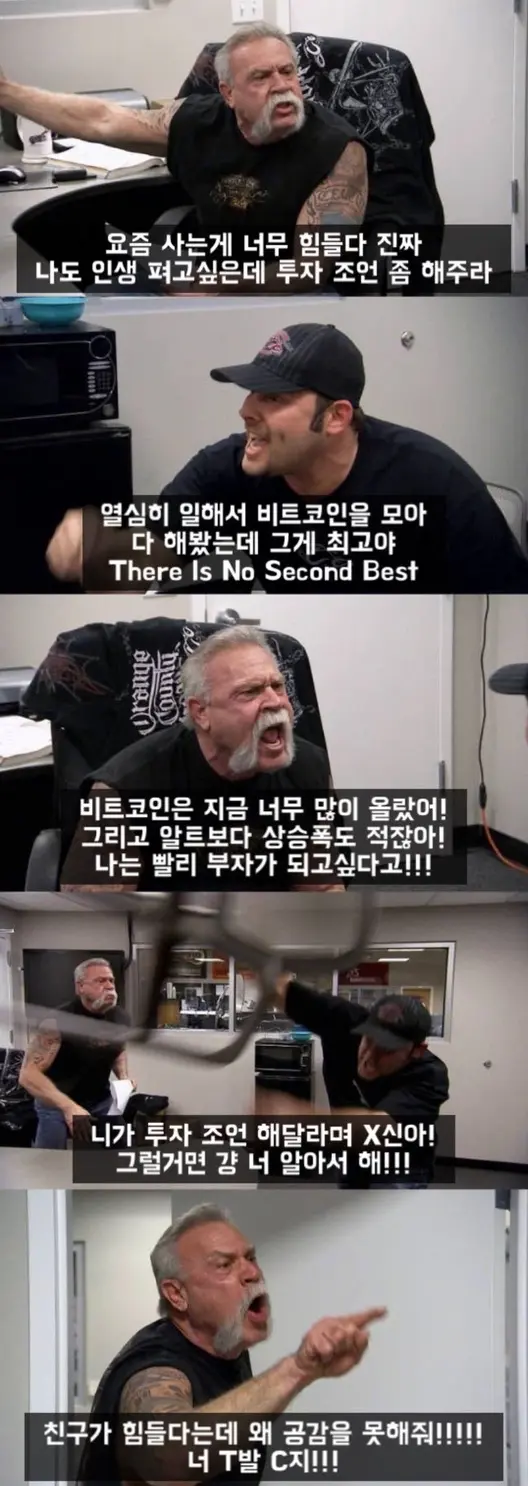 요즘 사는게 너무 힘들다 진짜
나도 인생 펴고싶은데 투자 조언 좀 해주라
열심히 일해서 비트코인을 모아
다 해봤는데 그게 최고야
There Is No Second Best
Orange
County
비트코인은 지금 너무 많이 올랐어!
그리고 알트보다 상승폭도 적잖아!
나는 빨리 부자가 되고싶다고!!!
니가 투자 조언 해달라며 X신아!
그럴거면 걍 너 알아서 해!!!
친구가 힘들다는데 왜 공감을 못해줘!!!!!
너 T발 C지!!!